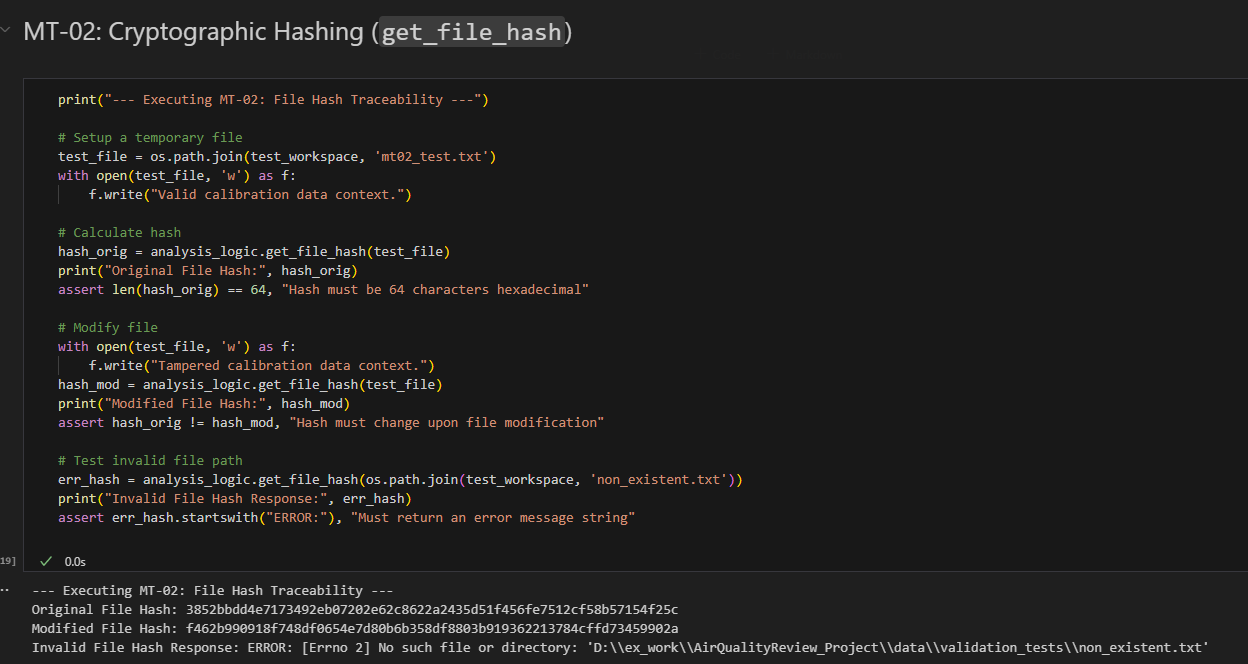 MT-02: Cryptographic Hashing (get_file_hash)
print("--- Executing MT-02: File Hash Traceability ---")
# Setup a temporary file
test_file = os.path.join(test_workspace, 'mt02_test.txt')
with open(test_file, 'w') as f:
    f.write("Valid calibration data context.")
# Calculate hash
hash_orig = analysis_logic.get_file_hash(test_file)
print("Original File Hash:", hash_orig)
assert len(hash_orig) == 64, "Hash must be 64 characters hexadecimal"
# Modify file
with open(test_file, 'w') as f:
    f.write("Tampered calibration data context.")
hash_mod = analysis_logic.get_file_hash(test_file)
print("Modified File Hash:", hash_mod)
assert hash_orig != hash_mod, "Hash must change upon file modification"
# Test invalid file path
err_hash = analysis_logic.get_file_hash(os.path.join(test_workspace, 'non_existent.txt'))
print("Invalid File Hash Response:", err_hash)
assert err_hash.startswith("ERROR:"), "Must return an error message string"
19] 0.0s
--- Executing MT-02: File Hash Traceability ---
Original File Hash: 3852bbdd4e7173492eb07202e62c8622a2435d51f456fe7512cf58b57154f25c
Modified File Hash: f462b990918f748df0654e7d80b6b358df8803b919362213784cffd73459902a
Invalid File Hash Response: ERROR: [Errno 2] No such file or directory: 'D:\\ex_work\\AirQualityReview_Project\\data\\validation_tests\\non_existent.txt'